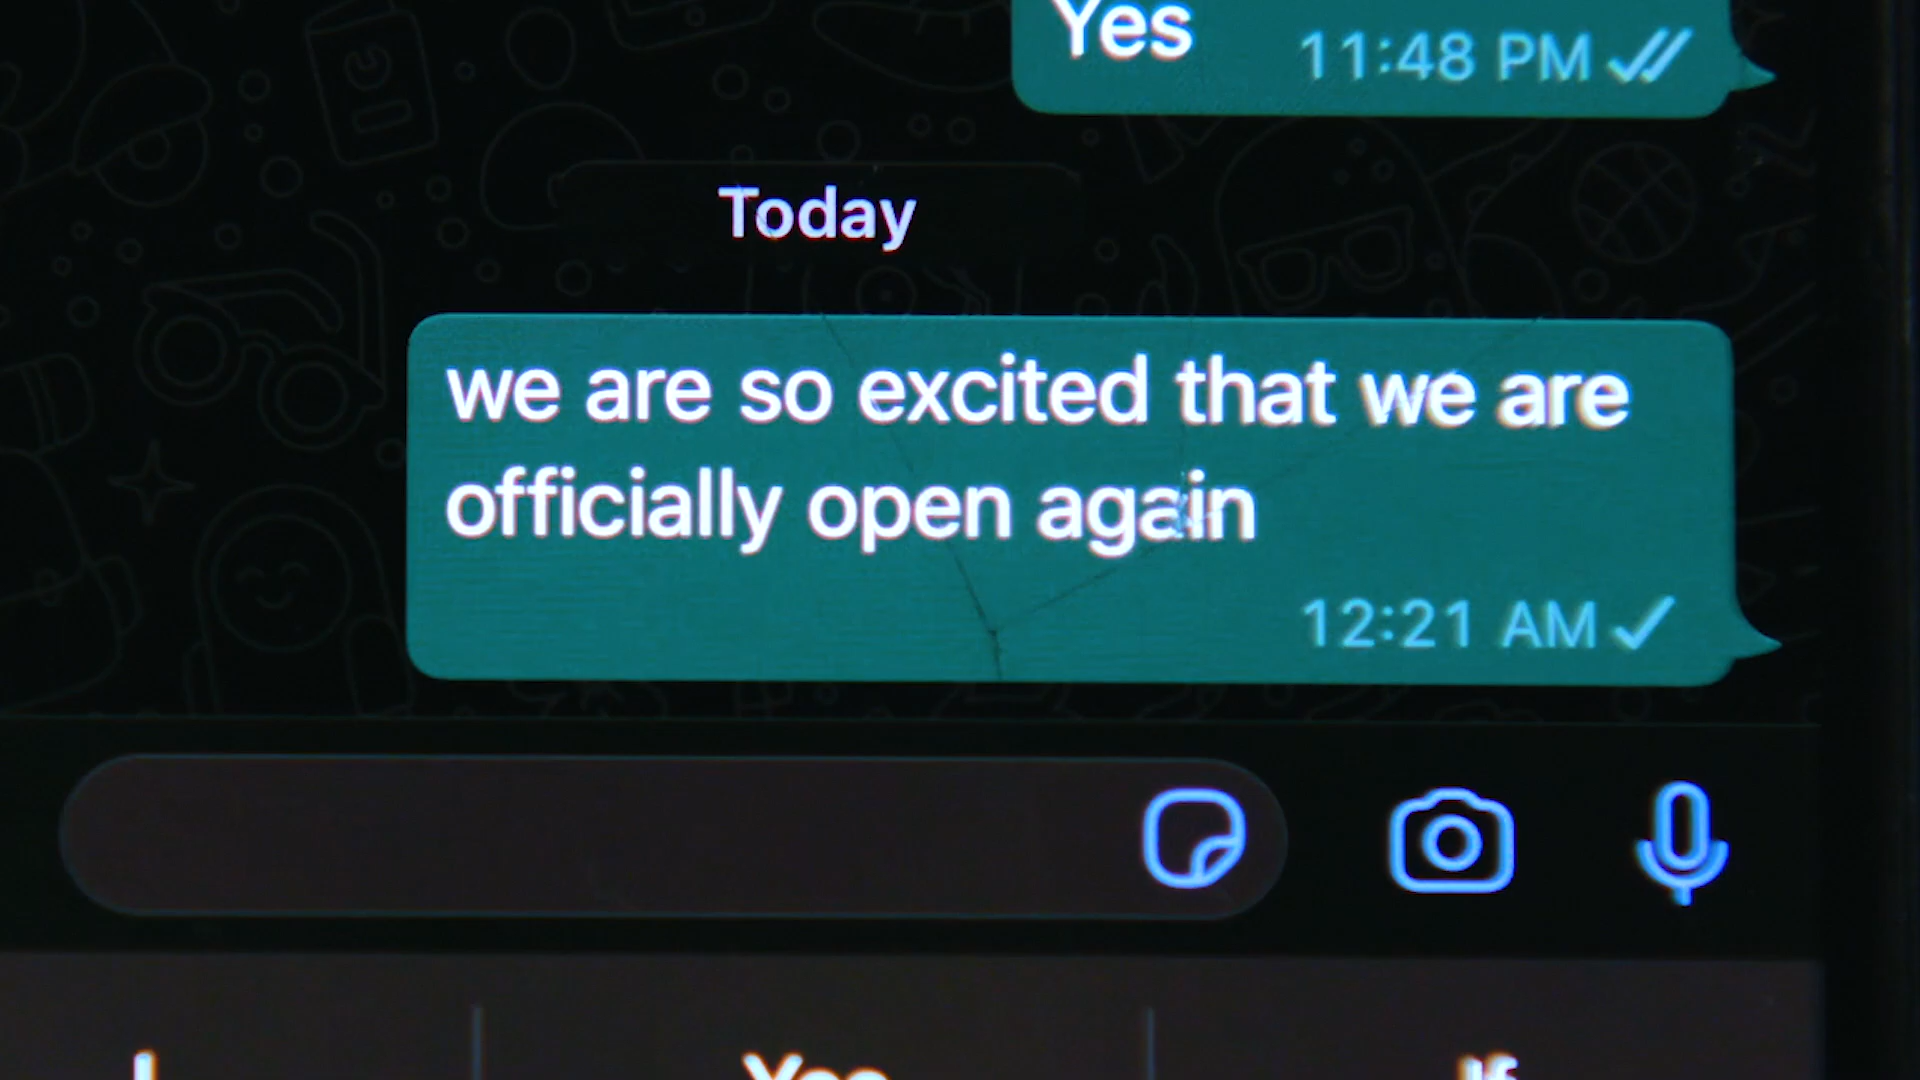 Yes
11:48 PM
Today
we are so excited that we are
officially open again
12:21 AM